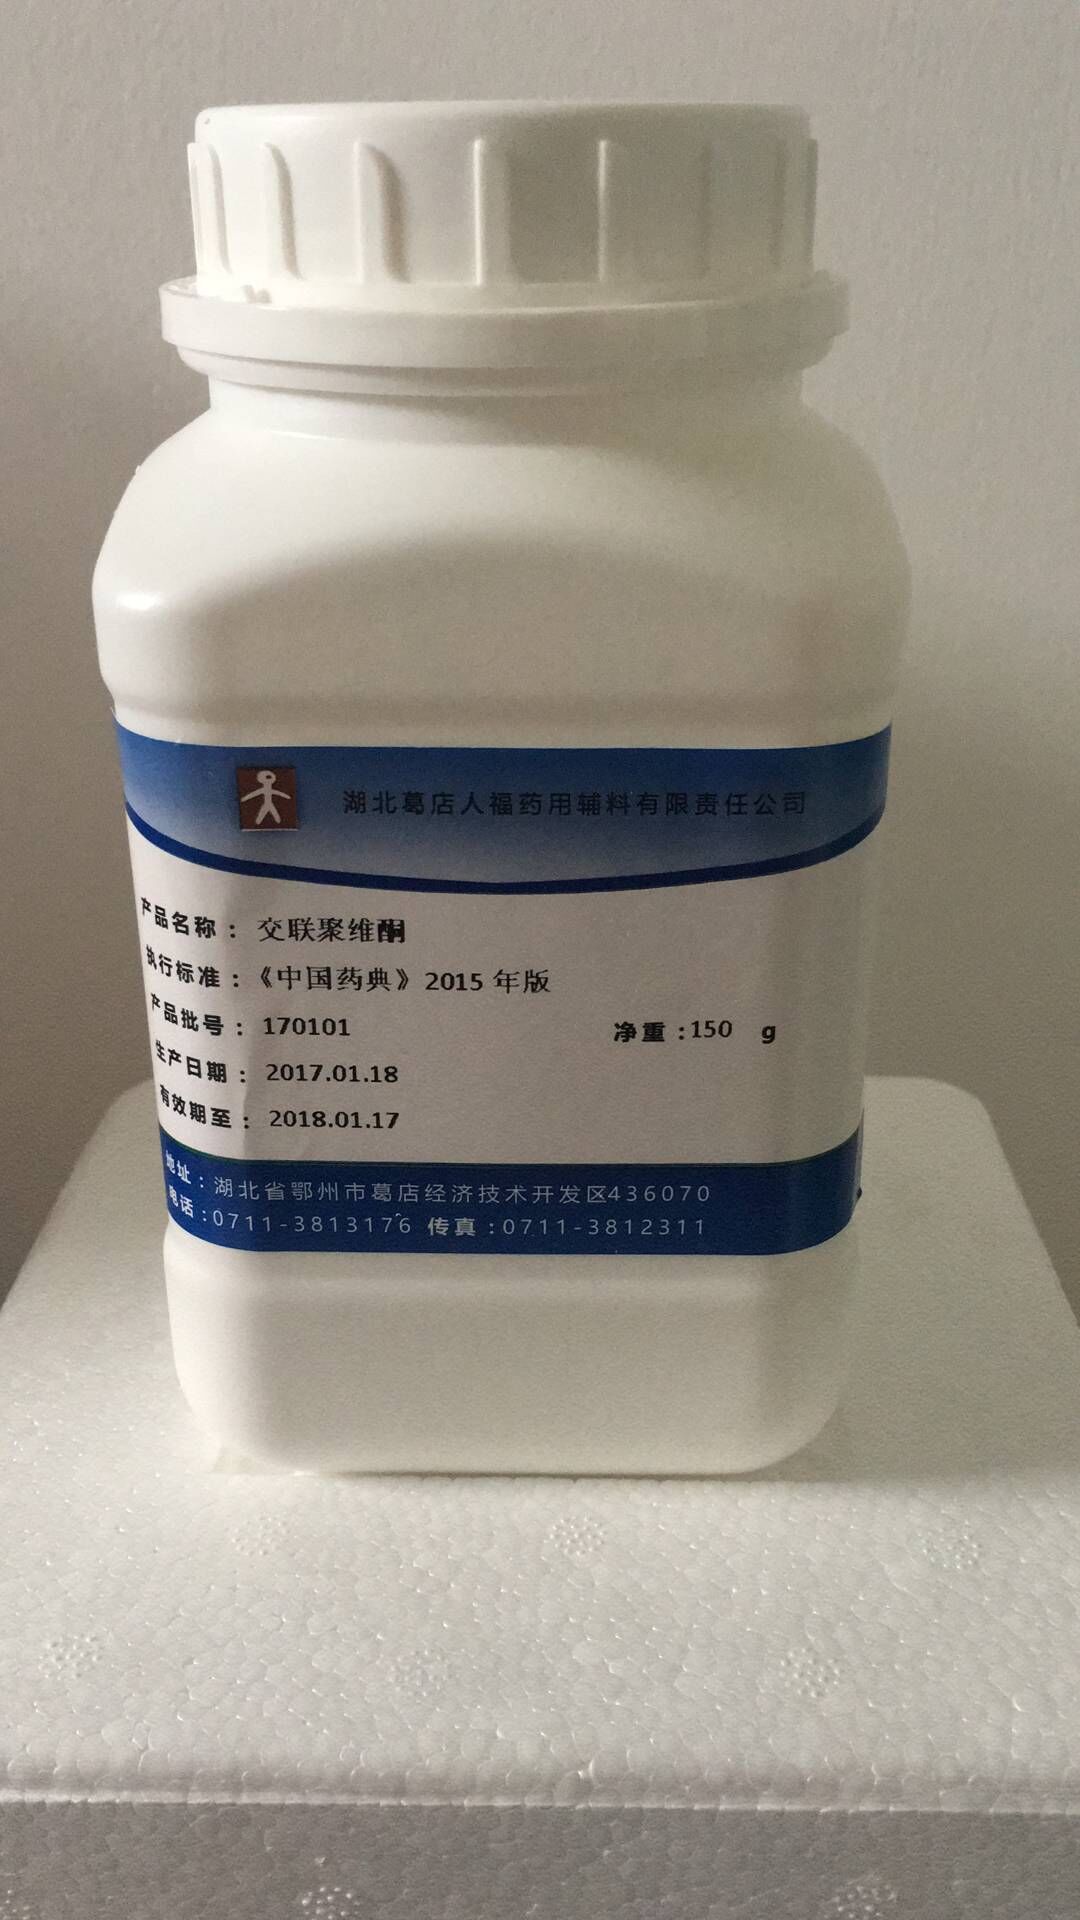 湖北葛店人福药用辅料有限责任公司
产品名称：交联聚维酮
执行标准：《中国药典》2015年版
产品批号：170101 净重：150 g
生产日期：2017.01.18
有效期至：2018.01.17
地址：湖北省鄂州市葛店经济技术开发区436070
电话：0711-3813176 传真：0711-3812311